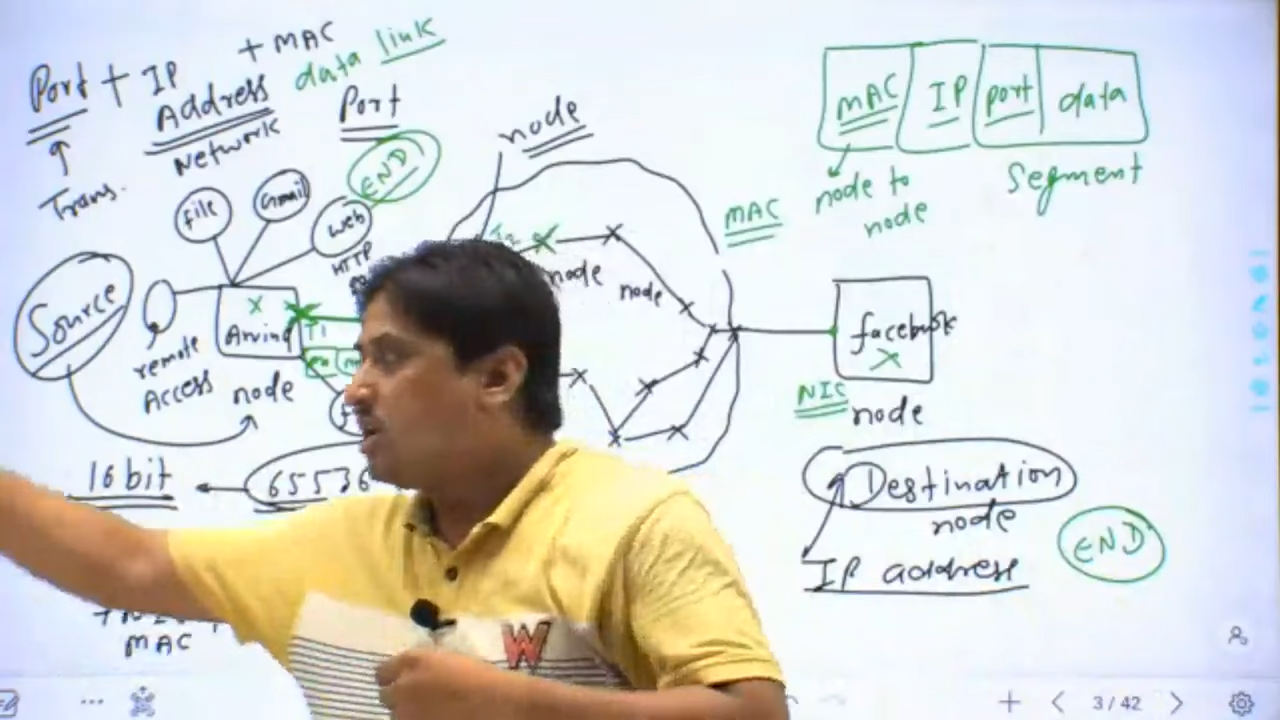 + MAC
Port + IP
Address
data link
Network
Trans.
Port
END
node
file
Gmail
web
HTTP
Source
remote
Access
Arvind
T1
node
16 bit
65536
MAC
node
node
MAC
MAC IP port data
node to
node
Segment
facebook
NIC
node
Destination
node
IP address
END
W
3 / 42